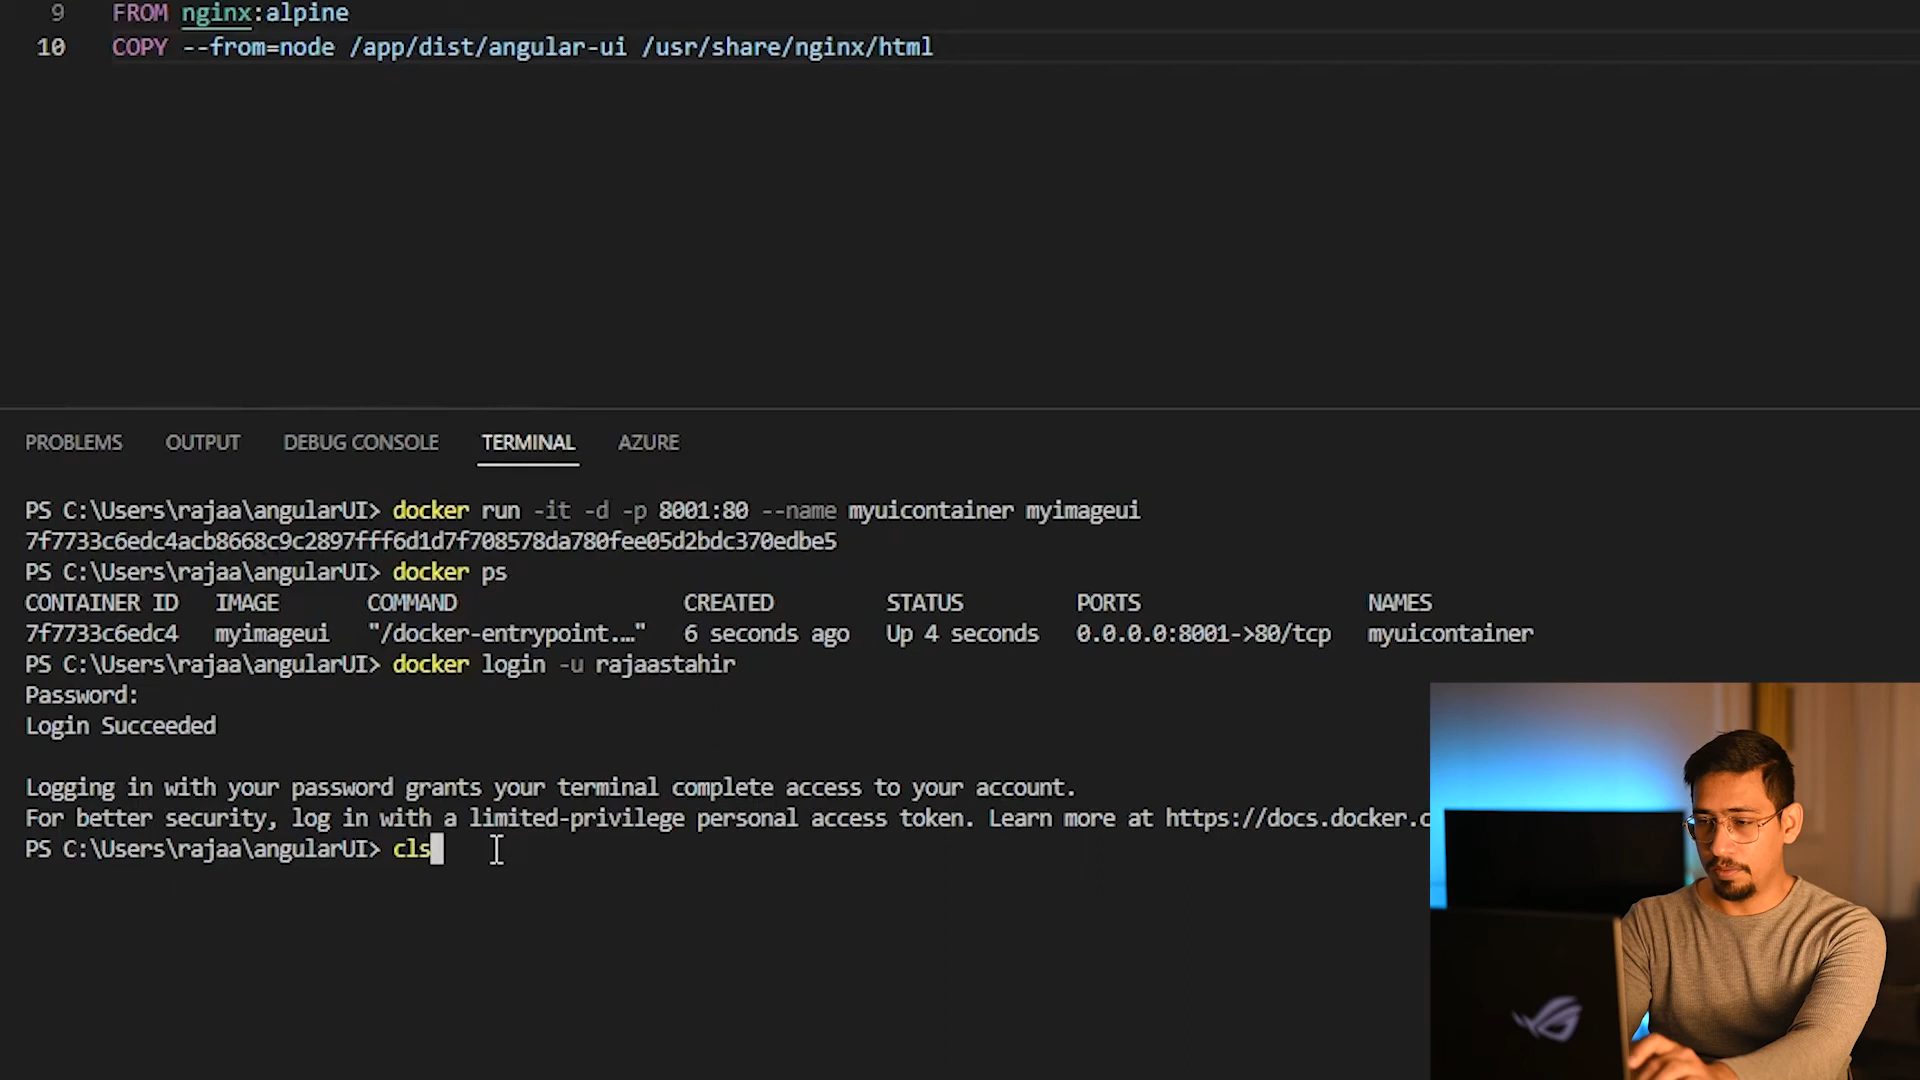 9 FROM nginx:alpine
10 COPY --from=node /app/dist/angular-ui /usr/share/nginx/html
PROBLEMS OUTPUT DEBUG CONSOLE TERMINAL AZURE
PS C:\Users\rajaa\angularUI> docker run -it -d -p 8001:80 --name myuicontainer myimageui
7f7733c6edc4acb8668c9c2897fff6d1d7f708578da780fee05d2bdc370edbe5
PS C:\Users\rajaa\angularUI> docker ps
CONTAINER ID IMAGE COMMAND CREATED STATUS PORTS NAMES
7f7733c6edc4 myimageui "/docker-entrypoint.…" 6 seconds ago Up 4 seconds 0.0.0.0:8001->80/tcp myuicontainer
PS C:\Users\rajaa\angularUI> docker login -u rajaastahir
Password:
Login Succeeded
Logging in with your password grants your terminal complete access to your account.
For better security, log in with a limited-privilege personal access token. Learn more at https://docs.docker.c
PS C:\Users\rajaa\angularUI> cls